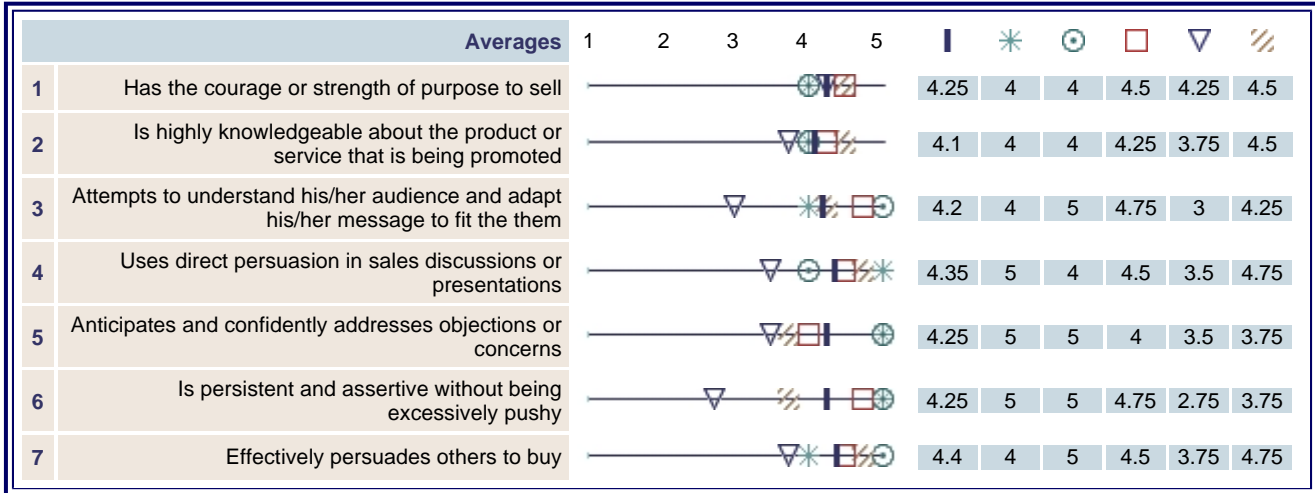 Averages 1 2 3 4 5
1 Has the courage or strength of purpose to sell 4.25 4 4 4.5 4.25 4.5
2 Is highly knowledgeable about the product or
service that is being promoted 4.1 4 4 4.25 3.75 4.5
3 Attempts to understand his/her audience and adapt
his/her message to fit the them 4.2 4 5 4.75 3 4.25
4 Uses direct persuasion in sales discussions or
presentations 4.35 5 4 4.5 3.5 4.75
5 Anticipates and confidently addresses objections or
concerns 4.25 5 5 4 3.5 3.75
6 Is persistent and assertive without being
excessively pushy 4.25 5 5 4.75 2.75 3.75
7 Effectively persuades others to buy 4.4 4 5 4.5 3.75 4.75